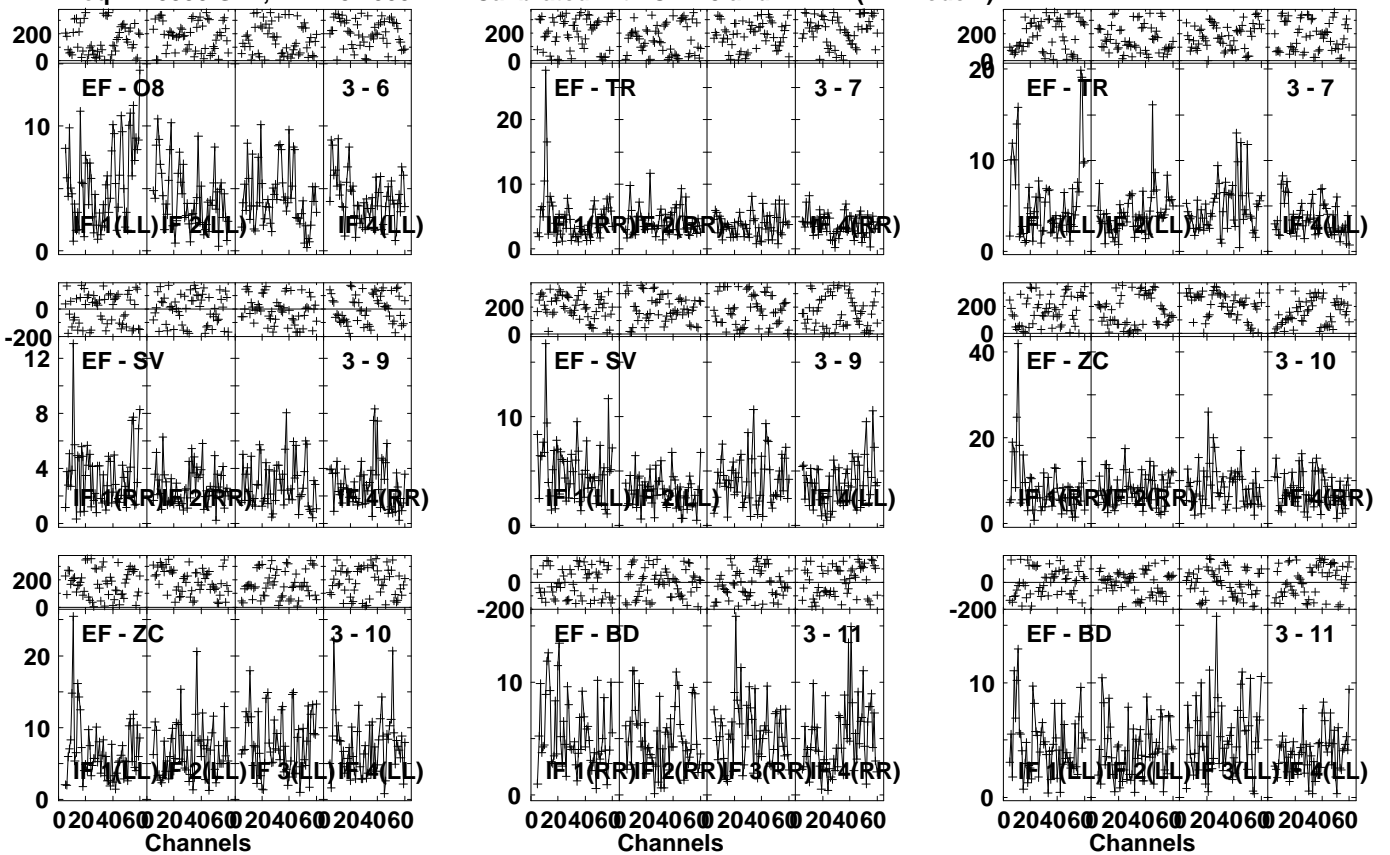 200
0
EF - O8 3 - 6
10
IF 1(LL) IF 2(LL) IF 4(LL)
0
200
0
EF - TR 3 - 7
20
10
IF 1(RR) IF 2(RR) IF 4(RR)
0
200
0
20
EF - TR 3 - 7
10
IF 1(LL) IF 2(LL) IF 4(LL)
0
0
-200
12
EF - SV 3 - 9
8
4
IF 1(RR) IF 2(RR) IF 4(RR)
0
200
0
EF - SV 3 - 9
10
IF 1(LL) IF 2(LL) IF 4(LL)
0
200
0
40
EF - ZC 3 - 10
20
IF 1(RR) IF 2(RR) IF 4(RR)
0
200
0
EF - ZC 3 - 10
20
10
IF 1(LL) IF 2(LL) IF 3(LL) IF 4(LL)
0
0 20 40 60 0 20 40 60 0 20 40 60 0 20 40 60
Channels
0
-200
EF - BD 3 - 11
10
IF 1(RR) IF 2(RR) IF 3(RR) IF 4(RR)
0
0 20 40 60 0 20 40 60 0 20 40 60 0 20 40 60
Channels
0
-200
EF - BD 3 - 11
10
IF 1(LL) IF 2(LL) IF 3(LL) IF 4(LL)
0
0 20 40 60 0 20 40 60 0 20 40 60 0 20 40 60
Channels